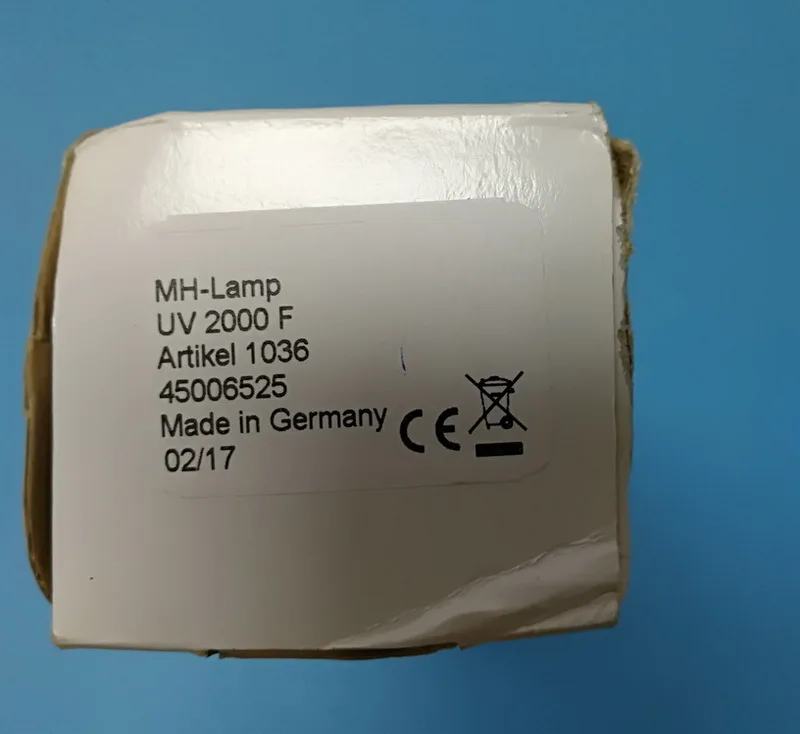 MH-Lamp
UV 2000 F
Artikel 1036
45006525
Made in Germany CE
02/17